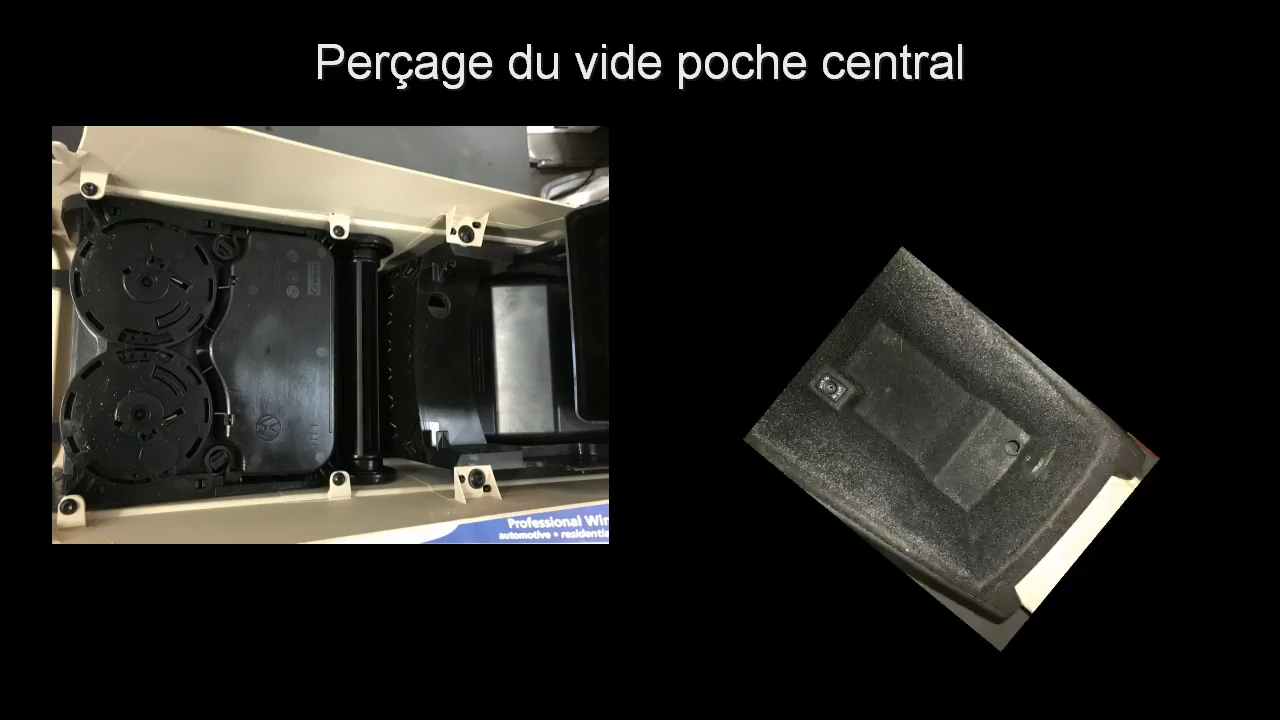 Perçage du vide poche central
Professional Win
automotive • residentia